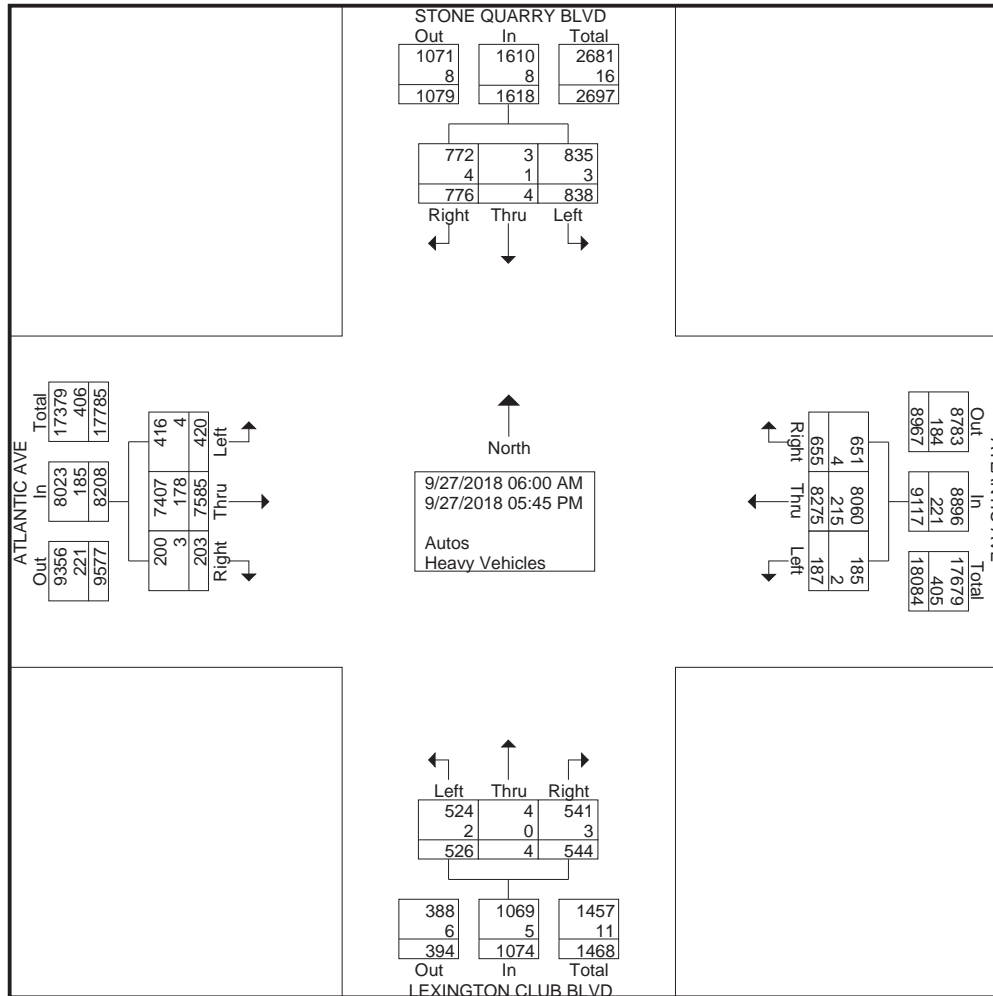 STONE QUARRY BLVD
Out In Total
1071 1610 2681
8 8 16
1079 1618 2697
772 3 835
4 1 3
776 4 838
Right Thru Left
ATLANTIC AVE
Total In Out
17379 8023 9356
406 185 221
17785 8208 9577
416 7407 200
4 178 3
420 7585 203
Left Thru Right
North
9/27/2018 06:00 AM
9/27/2018 05:45 PM
Autos
Heavy Vehicles
Out In Total
8783 8896 17679
184 221 405
8967 9117 18084
651 8060 185
4 215 2
655 8275 187
Right Thru Left
Left Thru Right
524 4 541
2 0 3
526 4 544
388 1069 1457
6 5 11
394 1074 1468
Out In Total
LEXINGTON CLUB BLVD